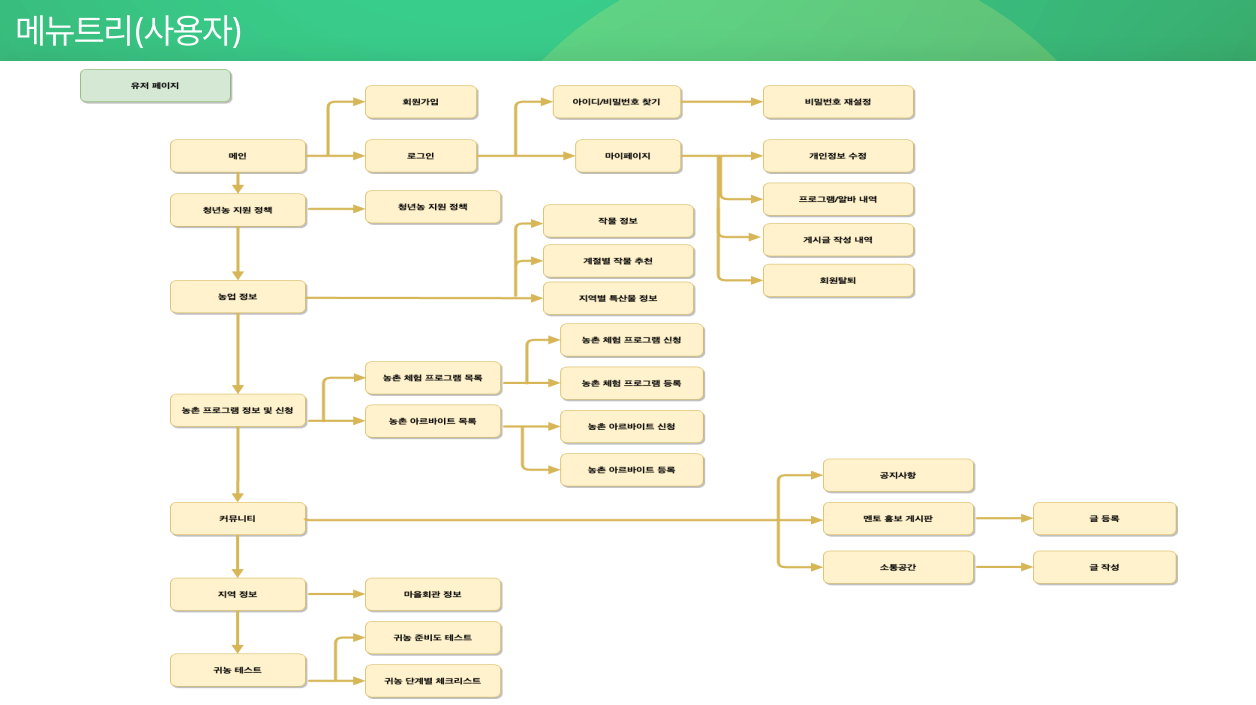 메뉴트리(사용자)
유저 페이지
회원가입
아이디/비밀번호 찾기
비밀번호 재설정
메인
로그인
마이페이지
개인정보 수정
청년농 지원 정책
청년농 지원 정책
프로그램/알바 내역
작물 정보
게시글 작성 내역
계절별 작물 추천
회원탈퇴
농업 정보
지역별 특산물 정보
농촌 체험 프로그램 신청
농촌 체험 프로그램 목록
농촌 체험 프로그램 등록
농촌 프로그램 정보 및 신청
농촌 아르바이트 목록
농촌 아르바이트 신청
농촌 아르바이트 등록
공지사항
커뮤니티
멘토 홍보 게시판
글 등록
소통공간
글 작성
지역 정보
마을회관 정보
귀농 준비도 테스트
귀농 테스트
귀농 단계별 체크리스트